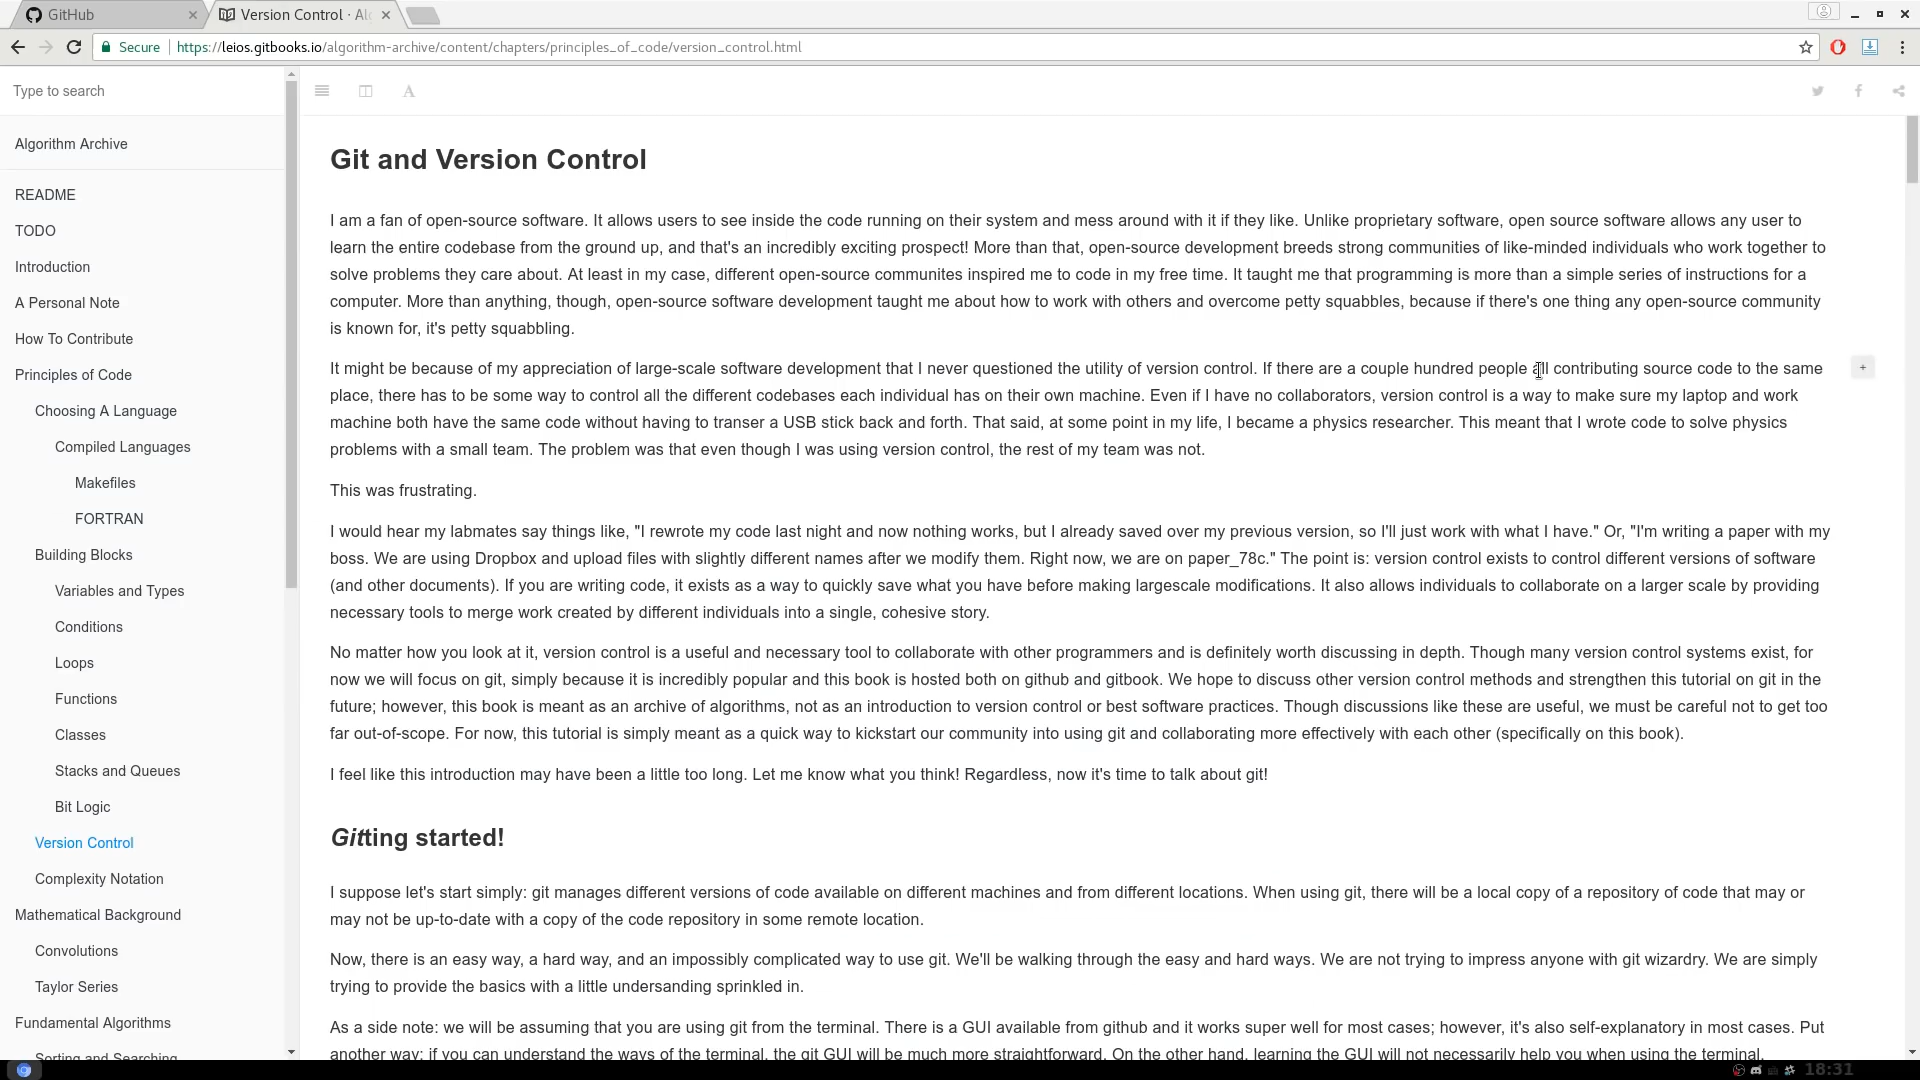 GitHub
Version Control · Al
Secure https://leios.gitbooks.io/algorithm-archive/content/chapters/principles_of_code/version_control.html
Type to search
A
Algorithm Archive
README
TODO
Introduction
A Personal Note
How To Contribute
Principles of Code
Choosing A Language
Compiled Languages
Makefiles
FORTRAN
Building Blocks
Variables and Types
Conditions
Loops
Functions
Classes
Stacks and Queues
Bit Logic
Version Control
Complexity Notation
Mathematical Background
Convolutions
Taylor Series
Fundamental Algorithms
Sorting and Searching
Git and Version Control
I am a fan of open-source software. It allows users to see inside the code running on their system and mess around with it if they like. Unlike proprietary software, open source software allows any user to
learn the entire codebase from the ground up, and that's an incredibly exciting prospect! More than that, open-source development breeds strong communities of like-minded individuals who work together to
solve problems they care about. At least in my case, different open-source communites inspired me to code in my free time. It taught me that programming is more than a simple series of instructions for a
computer. More than anything, though, open-source software development taught me about how to work with others and overcome petty squabbles, because if there's one thing any open-source community
is known for, it's petty squabbling.
It might be because of my appreciation of large-scale software development that I never questioned the utility of version control. If there are a couple hundred people all contributing source code to the same
place, there has to be some way to control all the different codebases each individual has on their own machine. Even if I have no collaborators, version control is a way to make sure my laptop and work
machine both have the same code without having to transer a USB stick back and forth. That said, at some point in my life, I became a physics researcher. This meant that I wrote code to solve physics
problems with a small team. The problem was that even though I was using version control, the rest of my team was not.
This was frustrating.
I would hear my labmates say things like, "I rewrote my code last night and now nothing works, but I already saved over my previous version, so I'll just work with what I have." Or, "I'm writing a paper with my
boss. We are using Dropbox and upload files with slightly different names after we modify them. Right now, we are on paper_78c." The point is: version control exists to control different versions of software
(and other documents). If you are writing code, it exists as a way to quickly save what you have before making largescale modifications. It also allows individuals to collaborate on a larger scale by providing
necessary tools to merge work created by different individuals into a single, cohesive story.
No matter how you look at it, version control is a useful and necessary tool to collaborate with other programmers and is definitely worth discussing in depth. Though many version control systems exist, for
now we will focus on git, simply because it is incredibly popular and this book is hosted both on github and gitbook. We hope to discuss other version control methods and strengthen this tutorial on git in the
future; however, this book is meant as an archive of algorithms, not as an introduction to version control or best software practices. Though discussions like these are useful, we must be careful not to get too
far out-of-scope. For now, this tutorial is simply meant as a quick way to kickstart our community into using git and collaborating more effectively with each other (specifically on this book).
I feel like this introduction may have been a little too long. Let me know what you think! Regardless, now it's time to talk about git!
Gitting started!
I suppose let's start simply: git manages different versions of code available on different machines and from different locations. When using git, there will be a local copy of a repository of code that may or
may not be up-to-date with a copy of the code repository in some remote location.
Now, there is an easy way, a hard way, and an impossibly complicated way to use git. We'll be walking through the easy and hard ways. We are not trying to impress anyone with git wizardry. We are simply
trying to provide the basics with a little undersanding sprinkled in.
As a side note: we will be assuming that you are using git from the terminal. There is a GUI available from github and it works super well for most cases; however, it's also self-explanatory in most cases. Put
another way: if you can understand the ways of the terminal, the git GUI will be much more straightforward. On the other hand, learning the GUI will not necessarily help you when using the terminal.
+
18:31